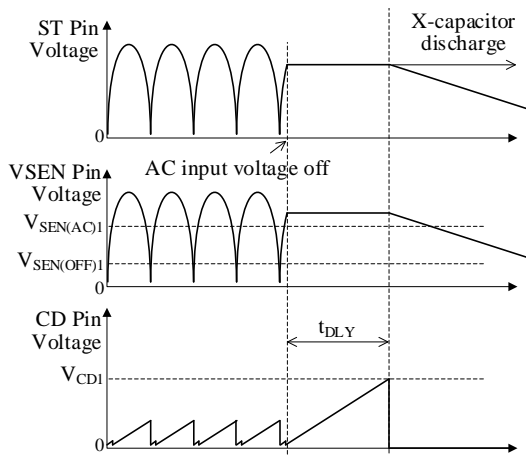 ST Pin
Voltage
X-capacitor
discharge
0
AC input voltage off
VSEN Pin
Voltage
VSEN(AC)1
VSEN(OFF)1
0
CD Pin
Voltage
tDLY
VCD1
0